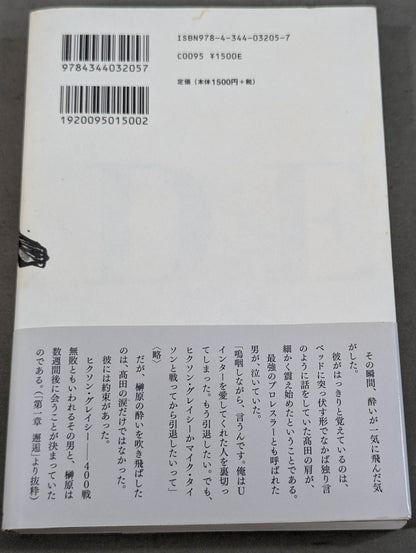 ISBN978-4-344-03205-7
C0095 ¥1500E
定価（本体1500円＋税）
9784344032057
1920095015002
その瞬間、酔いが一気に飛んだ気
がした。
彼がはっきりと覚えているのは、
ベッドに突っ伏す形でなかば独り言
のように話をしていた髙田の肩が、
細かく震え始めたということである。
最強のプロレスラーとも呼ばれた
男が、泣いていた。
「嗚咽しながら、言うんです。俺はU
インターを愛してくれた人を裏切っ
てしまった。もう引退したい。でも、
ヒクソン・グレイシーかマイク・タイ
ソンと戦ってから引退したいって」
〈略〉
だが、榊原の酔いを吹き飛ばした
のは、髙田の涙だけではなかった。
彼には約束があった。
ヒクソン・グレイシー――400戦
無敗ともいわれるその男と、榊原は
数週間後に会うことが決まっていた
のである。（「第一章 邂逅」より抜粋）